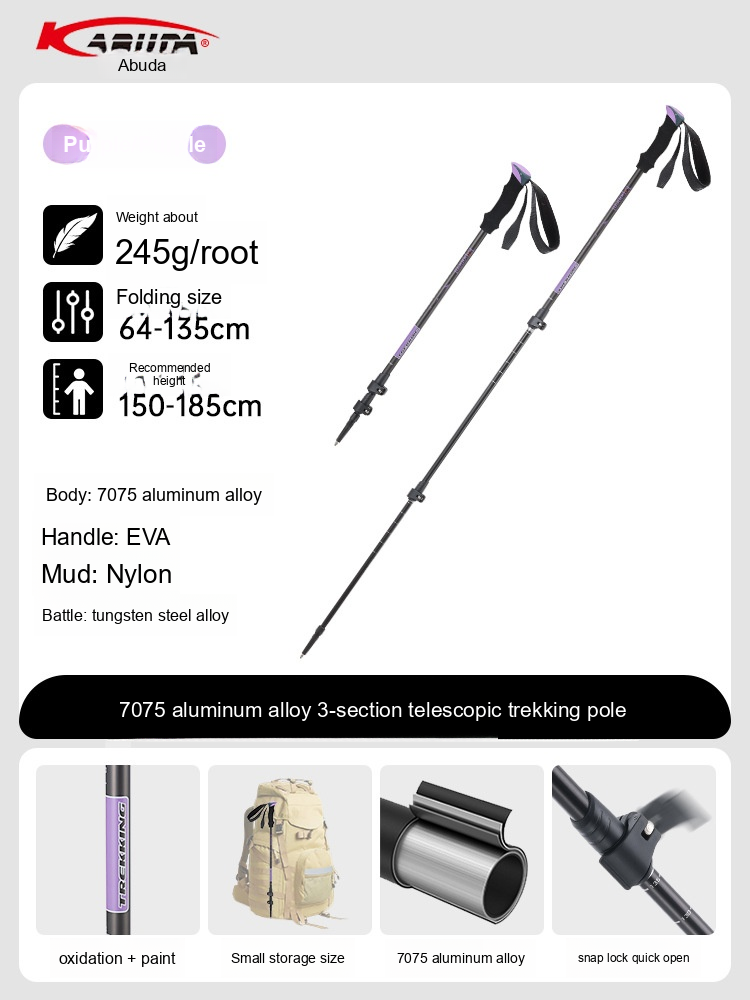 KABUDA®
Abuda
Weight about
245g/root
Folding size
64-135cm
Recommended
height
150-185cm
Body: 7075 aluminum alloy
Handle: EVA
Mud: Nylon
Battle: tungsten steel alloy
7075 aluminum alloy 3-section telescopic trekking pole
TREKKING
oxidation + paint
Small storage size
7075 aluminum alloy
snap lock quick open